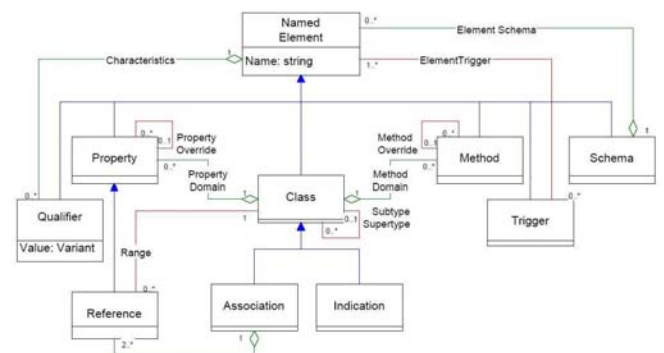 Named
Element
Name: string
0..*
Element Schema
1
Characteristics
1
1..*
ElementTrigger
0..*
0..1
Property
Override
Property
0..*
Method
Override
0..*
0..1
Method
0..*
Schema
1
Property
Domain
1
Class
1
Method
Domain
0..*
Qualifier
Value: Variant
1
0..1
0..*
Subtype
Supertype
0..*
Trigger
Range
0..*
Reference
2..*
Association
1
Indication